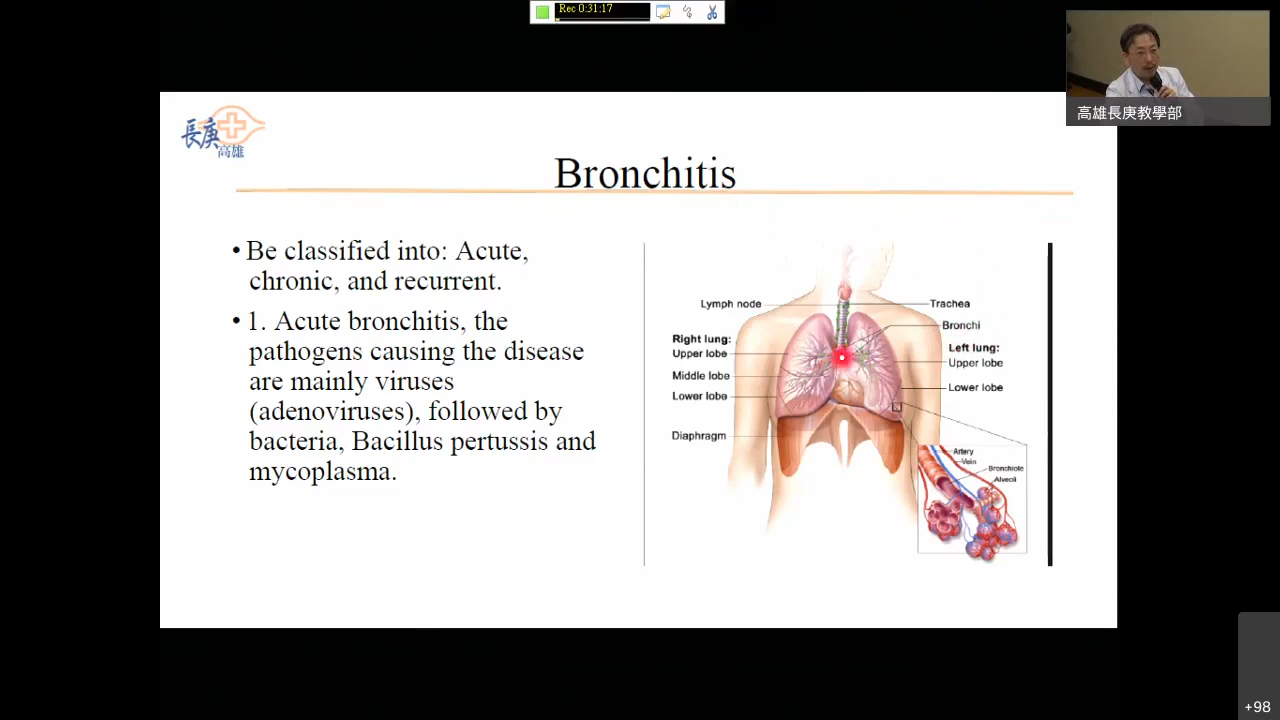 Rec 0:31:17
高雄長庚教學部
長庚
高雄
Bronchitis
• Be classified into: Acute,
chronic, and recurrent.
• 1. Acute bronchitis, the
pathogens causing the disease
are mainly viruses
(adenoviruses), followed by
bacteria, Bacillus pertussis and
mycoplasma.
Lymph node
Trachea
Bronchi
Right lung:
Upper lobe
Middle lobe
Lower lobe
Left lung:
Upper lobe
Lower lobe
Diaphragm
Artery
Vein
Bronchiole
Alveoli
+98